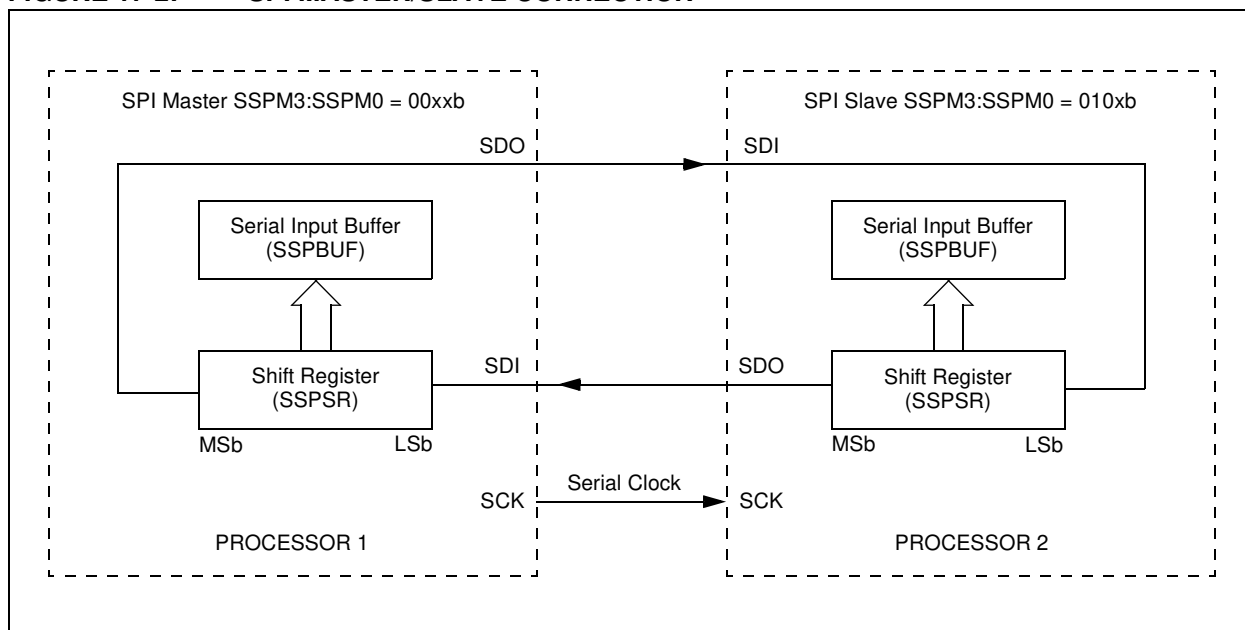 SPI Master SSPM3:SSPM0 = 00xxb
SPI Slave SSPM3:SSPM0 = 010xb
SDO
SDI
Serial Input Buffer
(SSPBUF)
Serial Input Buffer
(SSPBUF)
Shift Register
(SSPSR)
SDI
SDO
Shift Register
(SSPSR)
MSb
LSb
MSb
LSb
Serial Clock
SCK
SCK
PROCESSOR 1
PROCESSOR 2